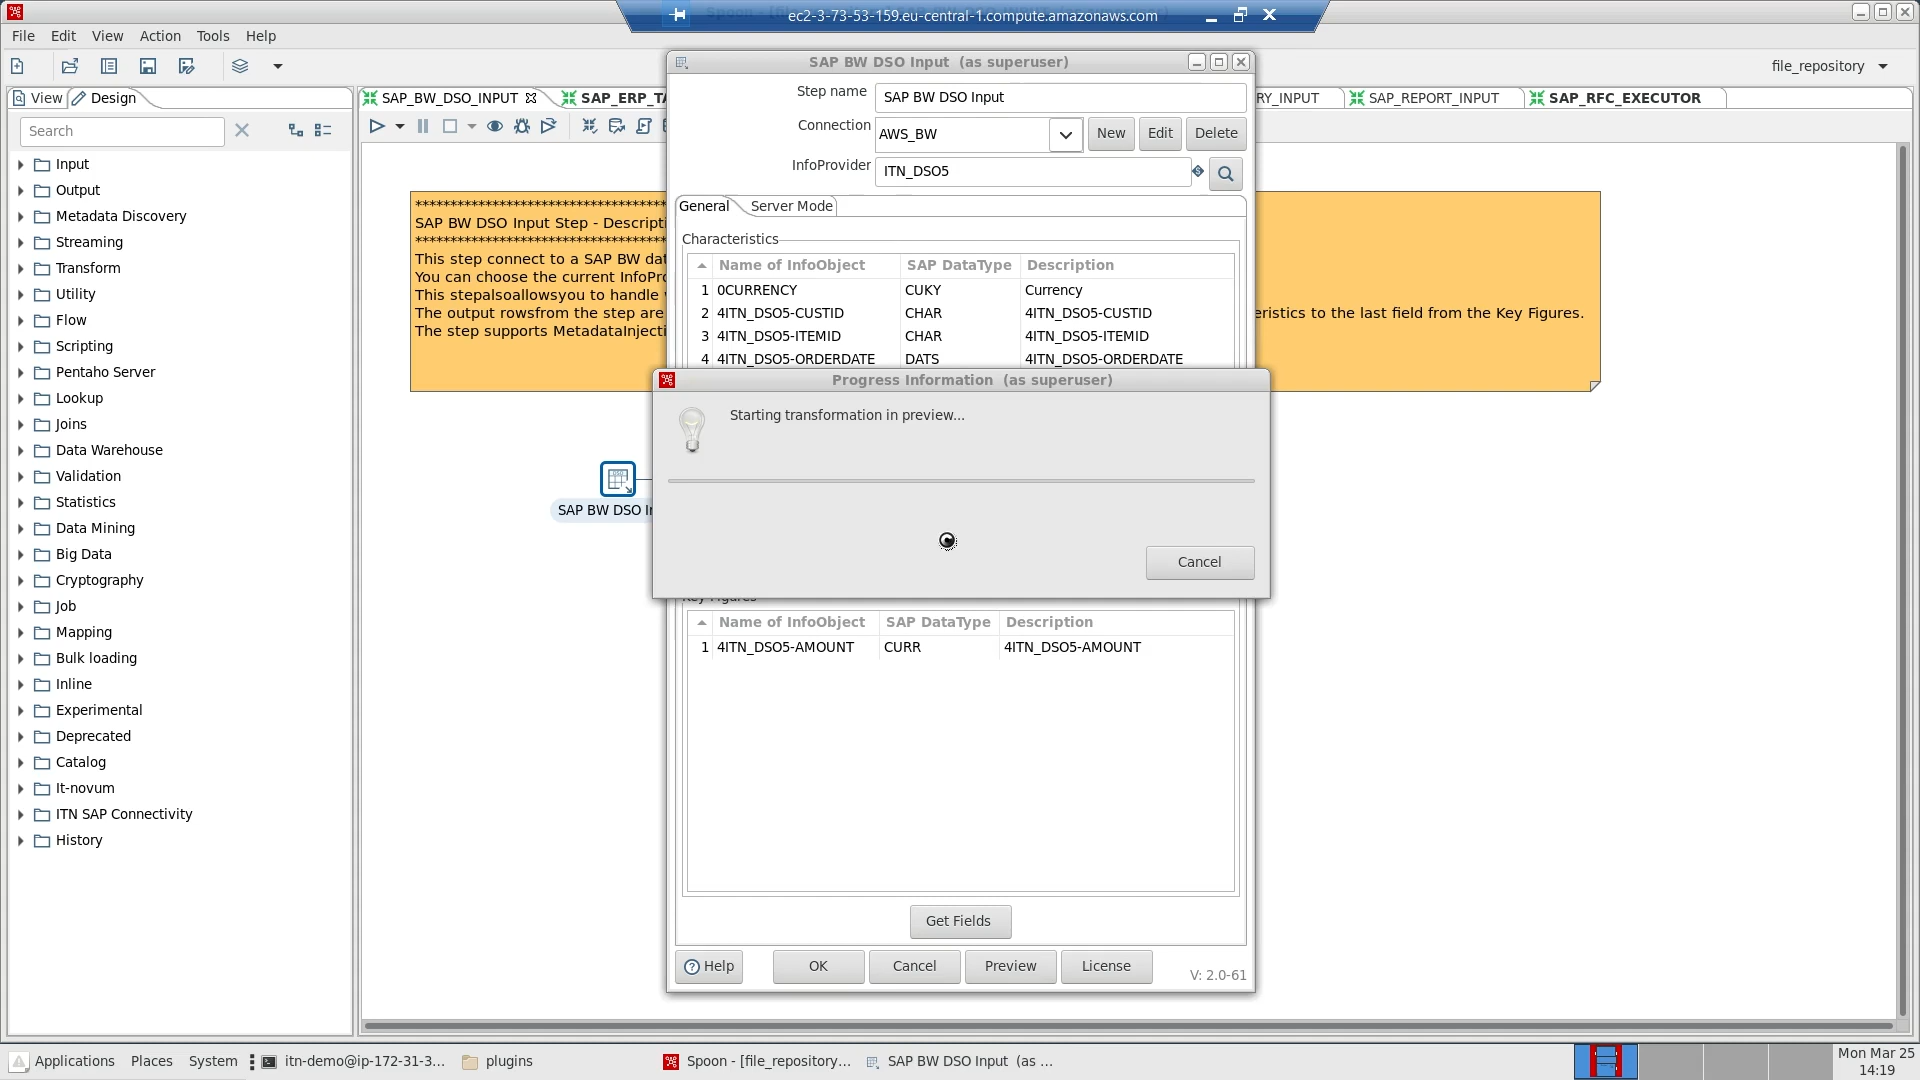 ec2-3-73-53-159.eu-central-1.compute.amazonaws.com
File Edit View Action Tools Help
file_repository
View Design
Search
Input
Output
Metadata Discovery
Streaming
Transform
Utility
Flow
Scripting
Pentaho Server
Lookup
Joins
Data Warehouse
Validation
Statistics
Data Mining
Big Data
Cryptography
Job
Mapping
Bulk loading
Inline
Experimental
Deprecated
Catalog
It-novum
ITN SAP Connectivity
History
SAP_BW_DSO_INPUT SAP_ERP_TA RY_INPUT SAP_REPORT_INPUT SAP_RFC_EXECUTOR
SAP BW DSO Input Step - Descripti
This step connect to a SAP BW dat
You can choose the current InfoPro
This stepalsoallowsyou to handle
The output rowsfrom the step are eristics to the last field from the Key Figures.
The step supports MetadataInjecti
SAP BW DSO I
SAP BW DSO Input (as superuser)
Step name SAP BW DSO Input
Connection AWS_BW New Edit Delete
InfoProvider ITN_DSO5
General Server Mode
Characteristics
Name of InfoObject SAP DataType Description
1 0CURRENCY CUKY Currency
2 4ITN_DSO5-CUSTID CHAR 4ITN_DSO5-CUSTID
3 4ITN_DSO5-ITEMID CHAR 4ITN_DSO5-ITEMID
4 4ITN_DSO5-ORDERDATE DATS 4ITN_DSO5-ORDERDATE
Progress Information (as superuser)
Starting transformation in preview...
Cancel
Key Figures
Name of InfoObject SAP DataType Description
1 4ITN_DSO5-AMOUNT CURR 4ITN_DSO5-AMOUNT
Get Fields
Help OK Cancel Preview License V: 2.0-61
Applications Places System itn-demo@ip-172-31-3... plugins Spoon - [file_repository... SAP BW DSO Input (as ...
Mon Mar 25
14:19